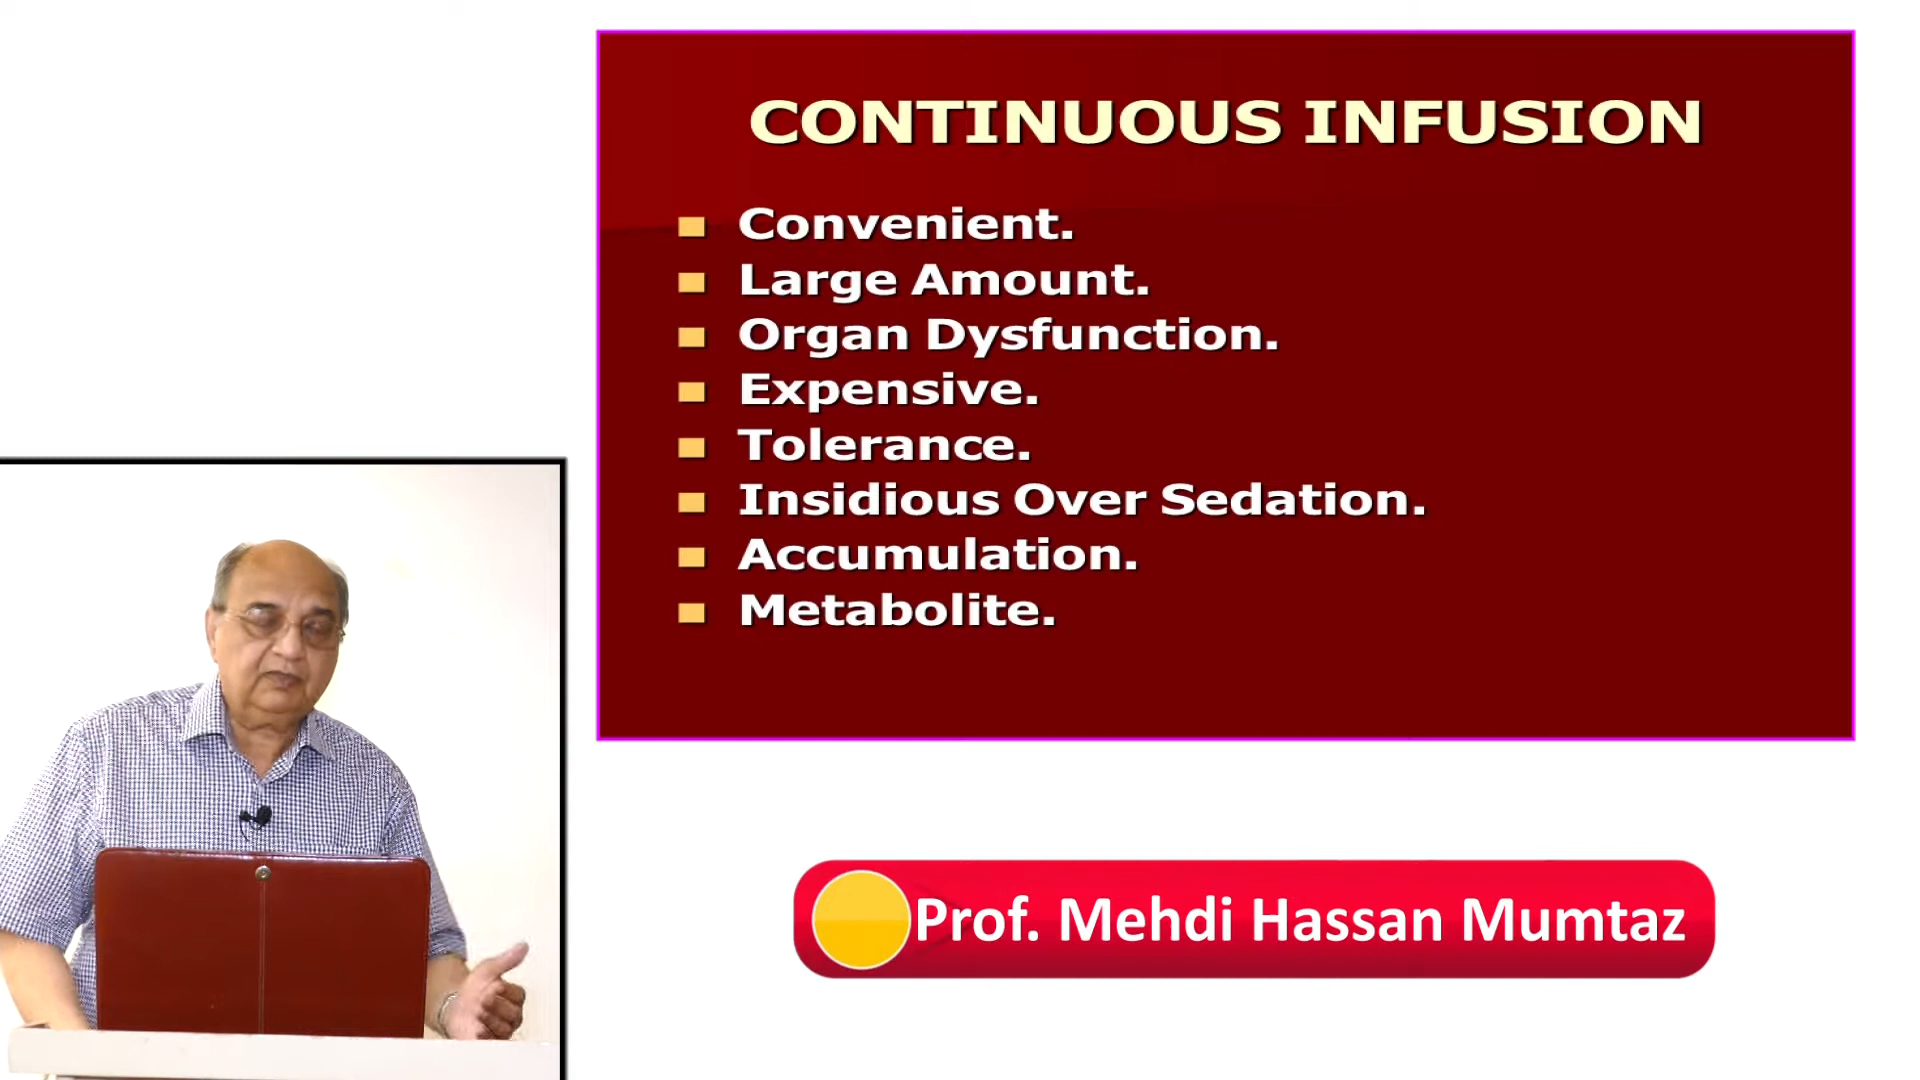 CONTINUOUS INFUSION
Convenient.
Large Amount.
Organ Dysfunction.
Expensive.
Tolerance.
Insidious Over Sedation.
Accumulation.
Metabolite.
Prof. Mehdi Hassan Mumtaz